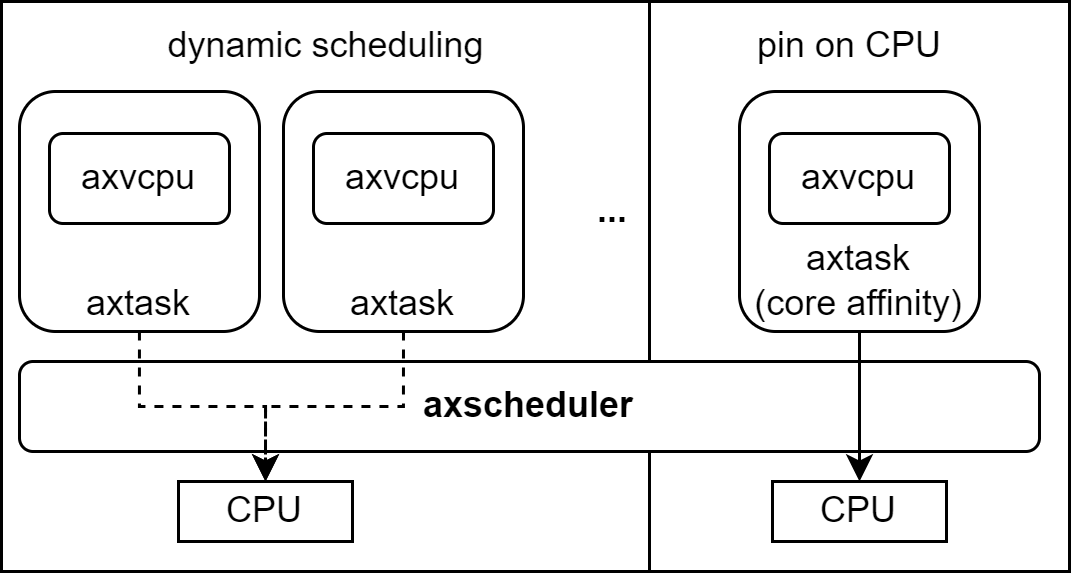 dynamic scheduling
pin on CPU
axvcpu
axvcpu
axvcpu
...
axtask
axtask
axtask
(core affinity)
axscheduler
CPU
CPU